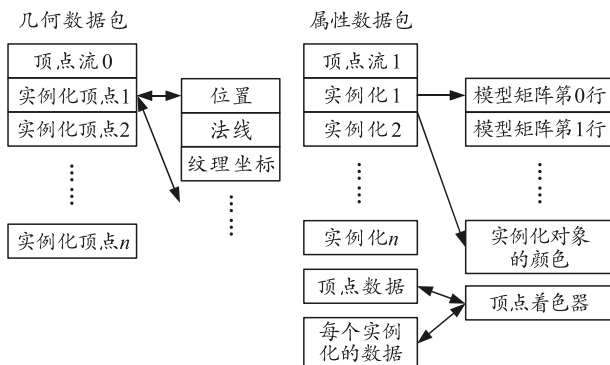 几何数据包
顶点流0
实例化顶点1
实例化顶点2
实例化顶点n
位置
法线
纹理坐标
属性数据包
顶点流1
实例化1
实例化2
实例化n
模型矩阵第0行
模型矩阵第1行
实例化对象
的颜色
顶点数据
每个实例
化的数据
顶点着色器